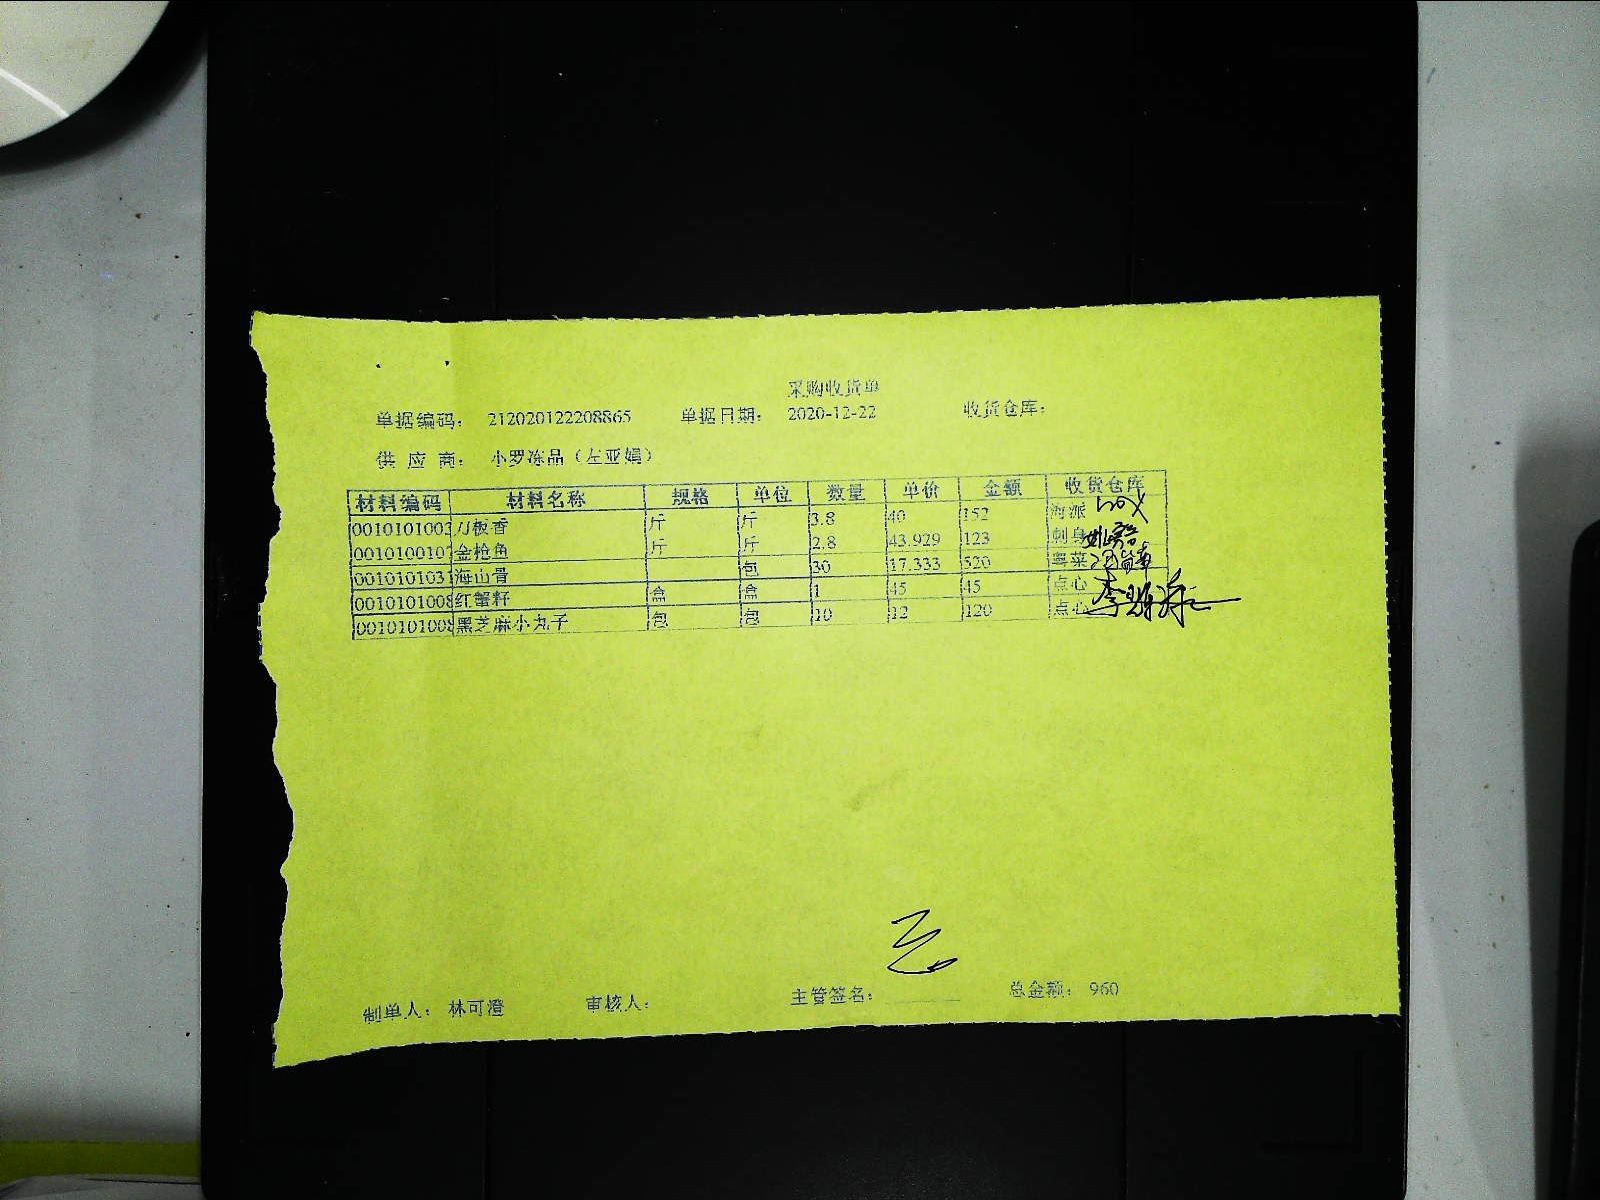 采购收货单
单据编码： 212020122208865 单据日期： 2020-12-22 收货仓库：
供 应 商： 小罗冻品（左亚娟）
材料编码 材料名称 规格 单位 数量 单价 金额 收货仓库
0010101003 刀板香 斤 斤 3.8 40 152 海派
0010100107 金枪鱼 斤 斤 2.8 43.929 123 刺身
0010101031 海山骨 包 30 17.333 520 粤菜
0010101008 红蟹籽 盒 盒 1 45 45 点心
0010101008 黑芝麻小丸子 包 包 10 12 120 点心
制单人： 林可澄 审核人： 主管签名： 总金额： 960